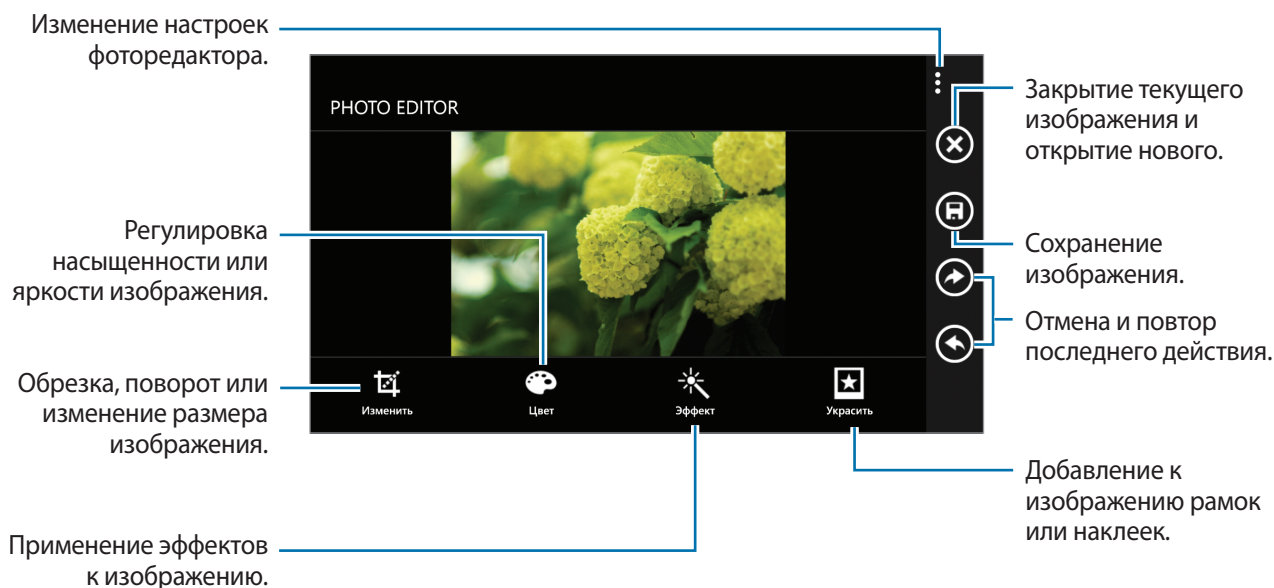 Изменение настроек
фоторедактора.
PHOTO EDITOR
Закрытие текущего
изображения и
открытие нового.
Регулировка
насыщенности или
яркости изображения.
Сохранение
изображения.
Отмена и повтор
последнего действия.
Обрезка, поворот или
изменение размера
изображения.
Изменить
Цвет
Эффект
Украсить
Добавление к
изображению рамок
или наклеек.
Применение эффектов
к изображению.